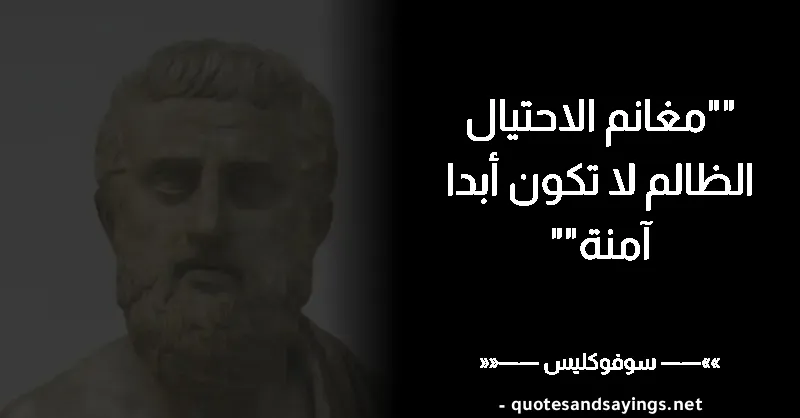 ""مغانم الاحتيال
الظالم لا تكون أبدا
آمنة""
»»—— سوفوكليس ——««
- quotesandsayings.net